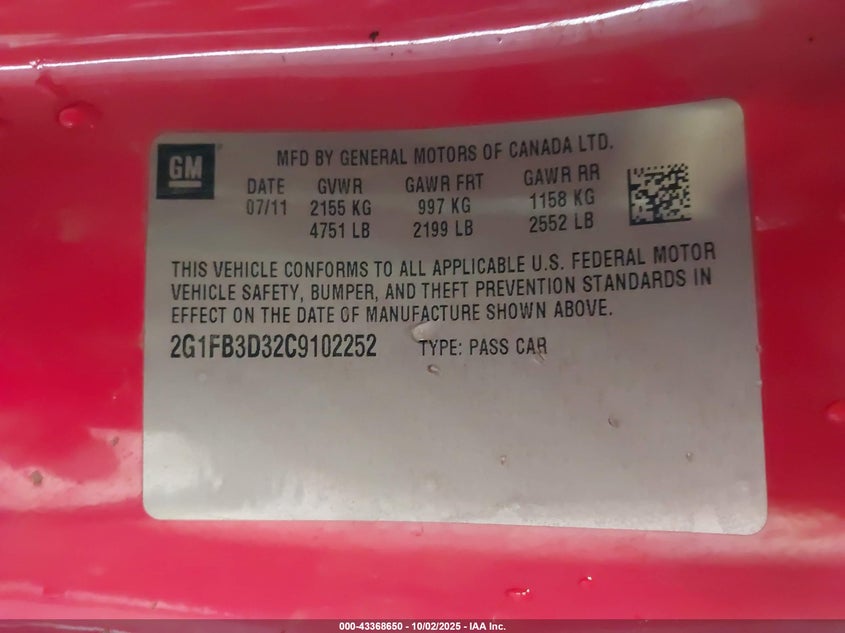 GM
MFD BY GENERAL MOTORS OF CANADA LTD.
DATE GVWR GAWR FRT GAWR RR
07/11 2155 KG 997 KG 1158 KG
4751 LB 2199 LB 2552 LB
THIS VEHICLE CONFORMS TO ALL APPLICABLE U.S. FEDERAL MOTOR
VEHICLE SAFETY, BUMPER, AND THEFT PREVENTION STANDARDS IN
EFFECT ON THE DATE OF MANUFACTURE SHOWN ABOVE.
2G1FB3D32C9102252 TYPE: PASS CAR
000-43368650 - 10/02/2025 - IAA Inc.